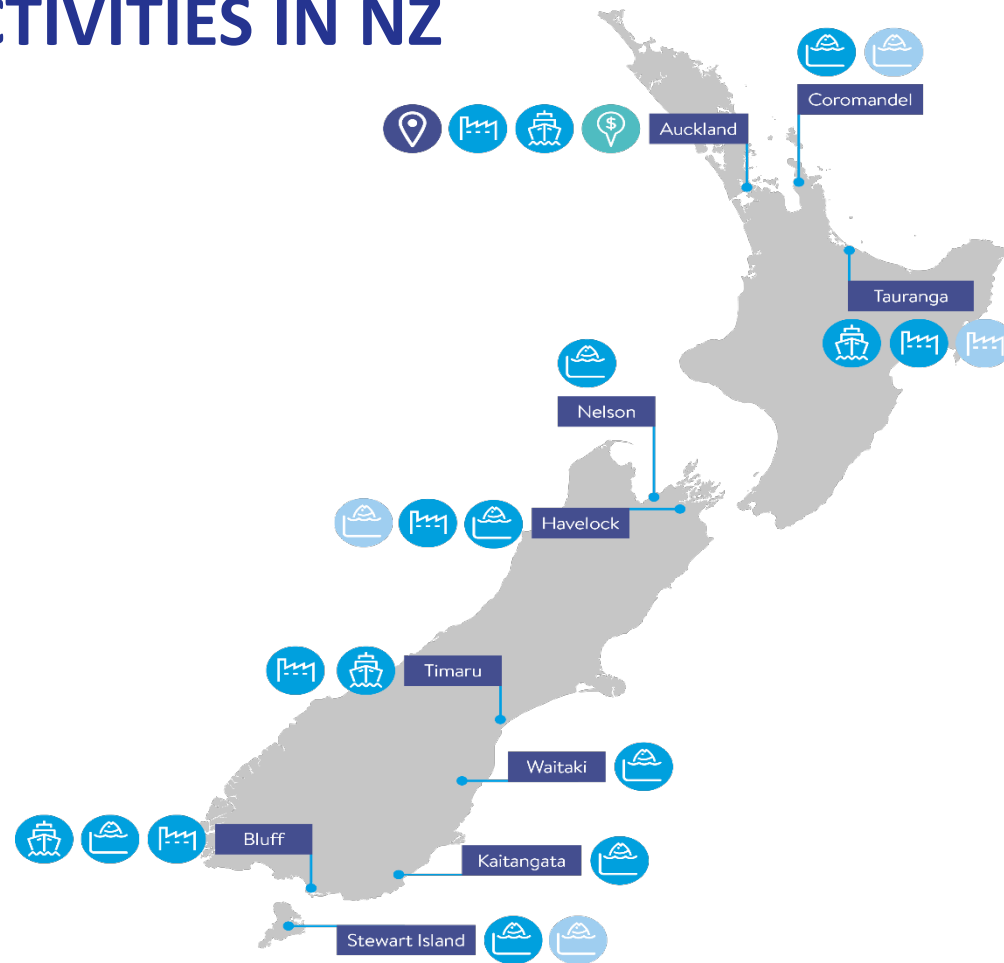 CTIVITIES IN NZ
Coromandel
Auckland
Tauranga
Nelson
Havelock
Timaru
Waitaki
Bluff
Kaitangata
Stewart Island